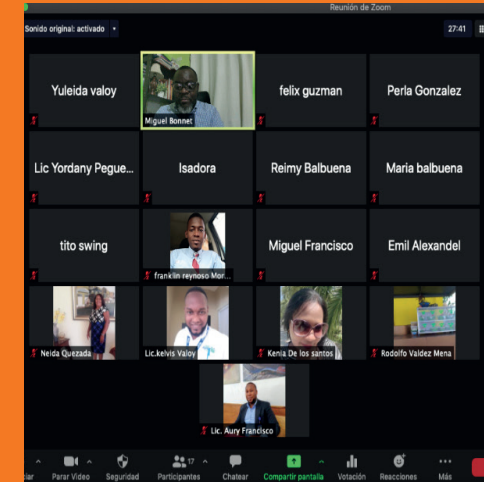 Reunión de Zoom
Sonido original: activado
27:41
Yuleida valoy
Miguel Bonnet
felix guzman
Perla Gonzalez
Lic Yordany Pegue...
Isadora
Reimy Balbuena
Maria balbuena
tito swing
franklin reynoso Mor...
Miguel Francisco
Emil Alexandel
Neida Quezada
Lic.kelvis Valoy
Kenia De los santos
Rodolfo Valdez Mena
Lic. Aury Francisco
17
ciar
Parar Video
Seguridad
Participantes
Chatear
Compartir pantalla
Votación
Reacciones
Más